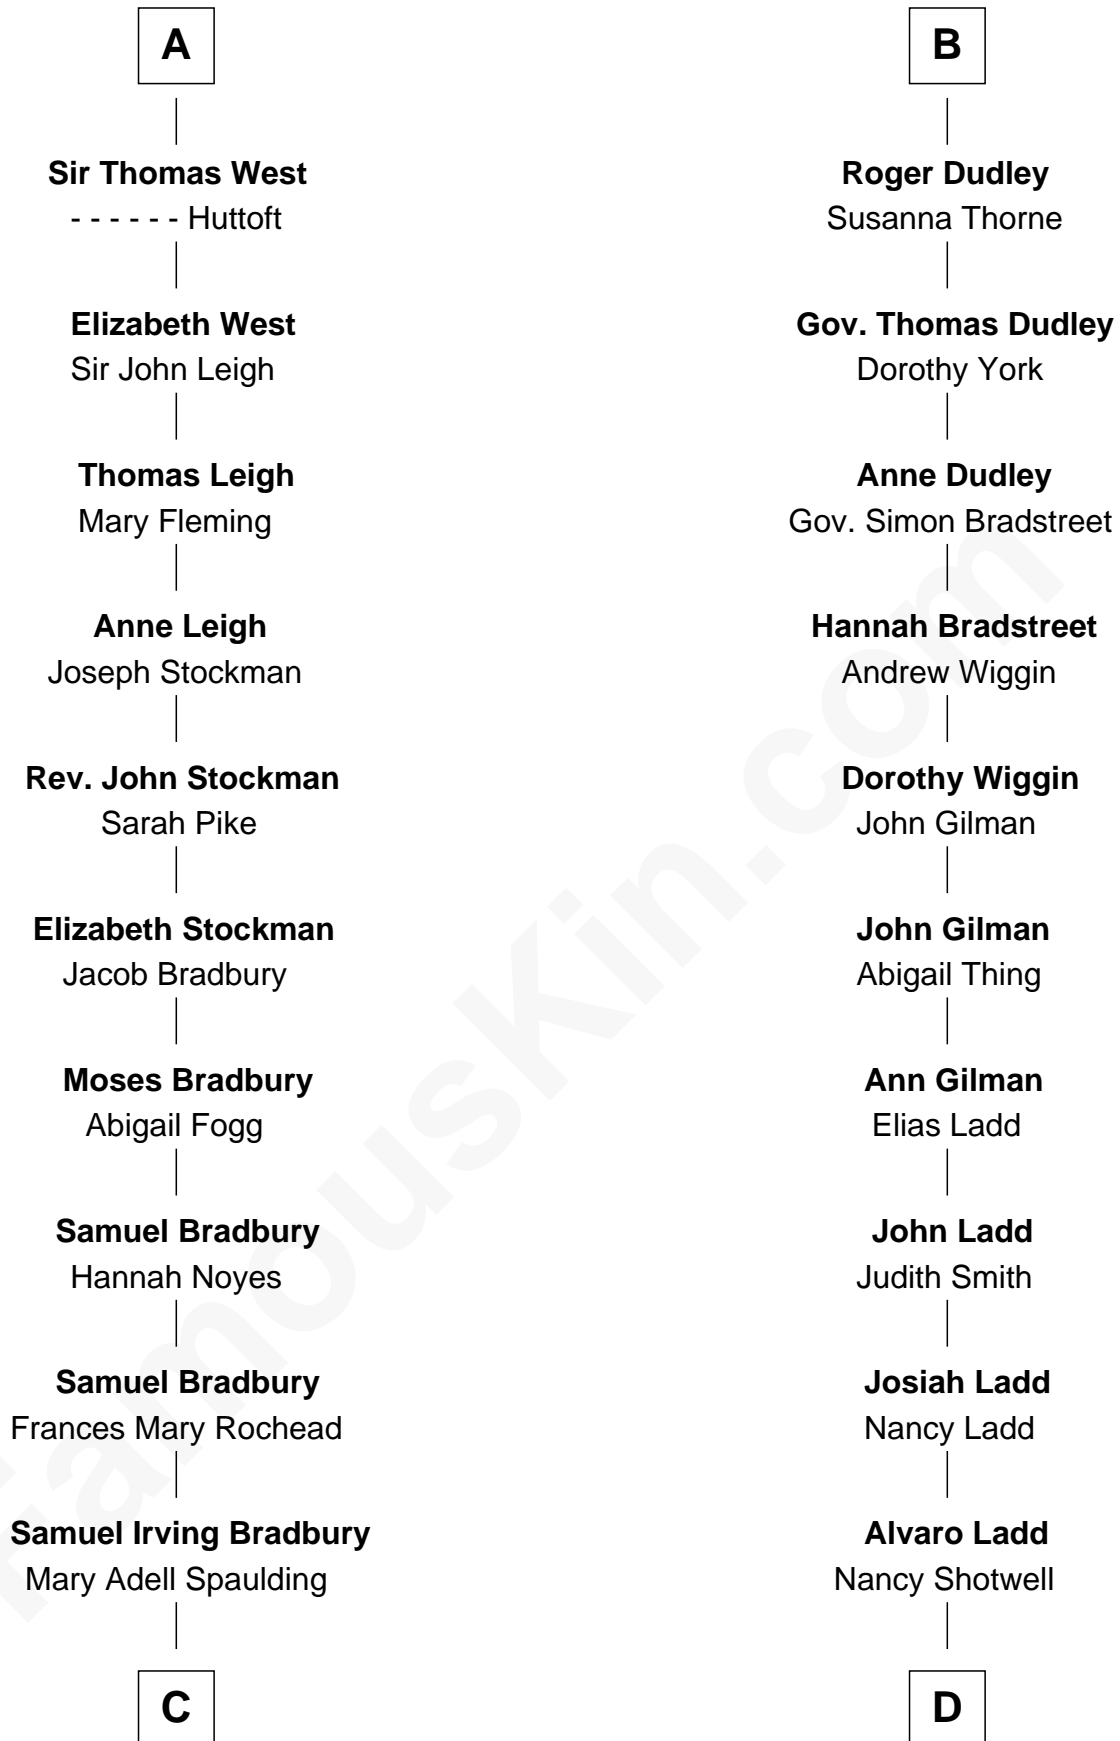 A
Sir Thomas West
- - - - - - Huttoft
Elizabeth West
Sir John Leigh
Thomas Leigh
Mary Fleming
Anne Leigh
Joseph Stockman
Rev. John Stockman
Sarah Pike
Elizabeth Stockman
Jacob Bradbury
Moses Bradbury
Abigail Fogg
Samuel Bradbury
Hannah Noyes
Samuel Bradbury
Frances Mary Rochead
Samuel Irving Bradbury
Mary Adell Spaulding
C
B
Roger Dudley
Susanna Thorne
Gov. Thomas Dudley
Dorothy York
Anne Dudley
Gov. Simon Bradstreet
Hannah Bradstreet
Andrew Wiggin
Dorothy Wiggin
John Gilman
John Gilman
Abigail Thing
Ann Gilman
Elias Ladd
John Ladd
Judith Smith
Josiah Ladd
Nancy Ladd
Alvaro Ladd
Nancy Shotwell
D
FamousKin.com